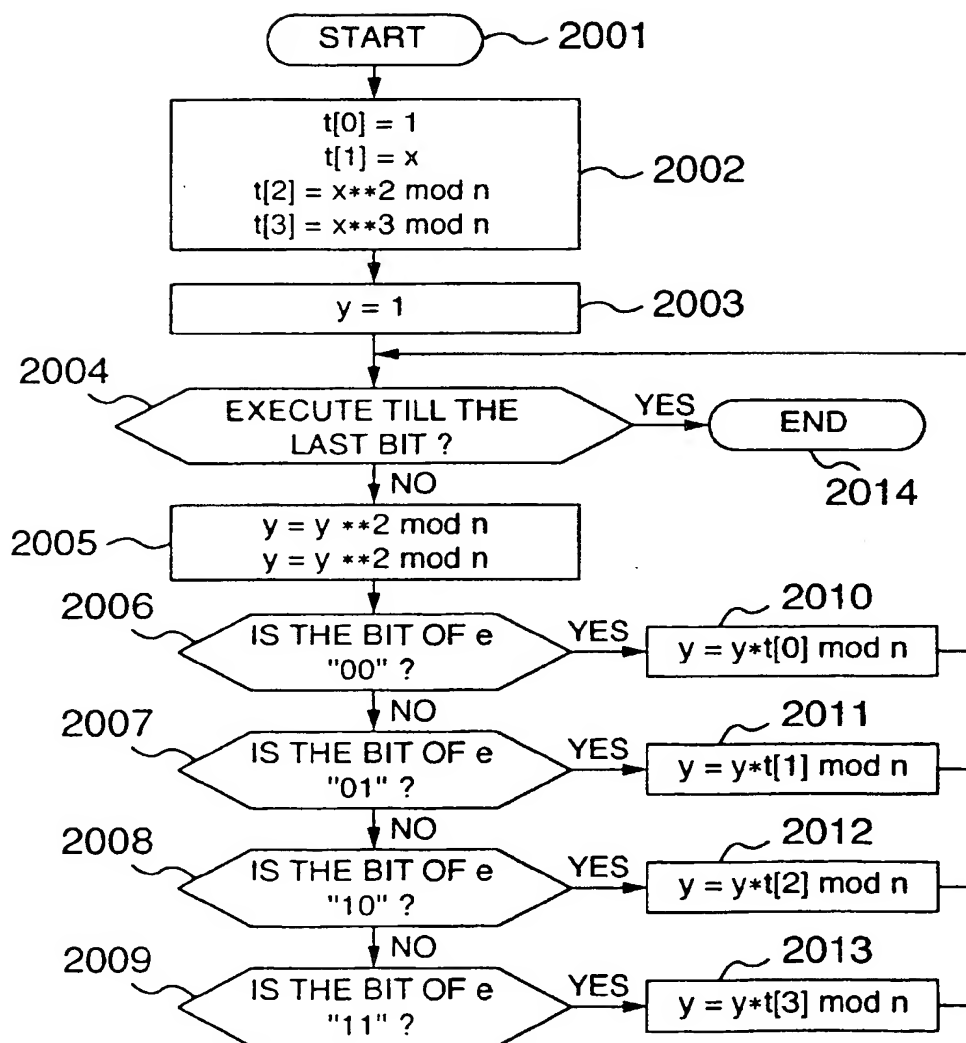 START
2001
t[0] = 1
t[1] = x
t[2] = x**2 mod n
t[3] = x**3 mod n
2002
y = 1
2003
2004
EXECUTE TILL THE
LAST BIT ?
YES
END
2014
NO
2005
y = y **2 mod n
y = y **2 mod n
2006
IS THE BIT OF e
"00" ?
YES
2010
y = y*t[0] mod n
NO
2007
IS THE BIT OF e
"01" ?
YES
2011
y = y*t[1] mod n
NO
2008
IS THE BIT OF e
"10" ?
YES
2012
y = y*t[2] mod n
NO
2009
IS THE BIT OF e
"11" ?
YES
2013
y = y*t[3] mod n